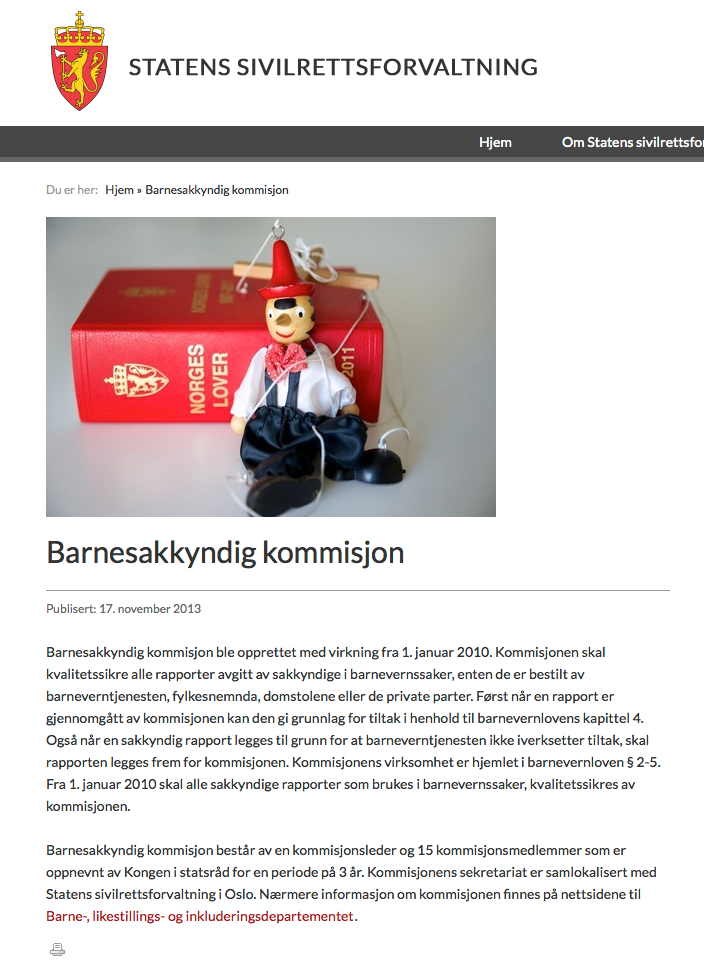 STATENS SIVILRETTSFORVALTNING
Hjem Om Statens sivilrettsfor
Du er her: Hjem » Barnesakkyndig kommisjon
NORGES
LOVER
2011
Barnesakkyndig kommisjon
Publisert: 17. november 2013
Barnesakkyndig kommisjon ble opprettet med virkning fra 1. januar 2010. Kommisjonen skal
kvalitetssikre alle rapporter avgitt av sakkyndige i barnevernssaker, enten de er bestilt av
barneverntjenesten, fylkesnemnda, domstolene eller de private parter. Først når en rapport er
gjennomgått av kommisjonen kan den gi grunnlag for tiltak i henhold til barnevernlovens kapittel 4.
Også når en sakkyndig rapport legges til grunn for at barneverntjenesten ikke iverksetter tiltak, skal
rapporten legges frem for kommisjonen. Kommisjonens virksomhet er hjemlet i barnevernloven § 2-5.
Fra 1. januar 2010 skal alle sakkyndige rapporter som brukes i barnevernssaker, kvalitetssikres av
kommisjonen.
Barnesakkyndig kommisjon består av en kommisjonsleder og 15 kommisjonsmedlemmer som er
oppnevnt av Kongen i statsråd for en periode på 3 år. Kommisjonens sekretariat er samlokalisert med
Statens sivilrettsforvaltning i Oslo. Nærmere informasjon om kommisjonen finnes på nettsidene til
Barne-, likestillings- og inkluderingsdepartementet.